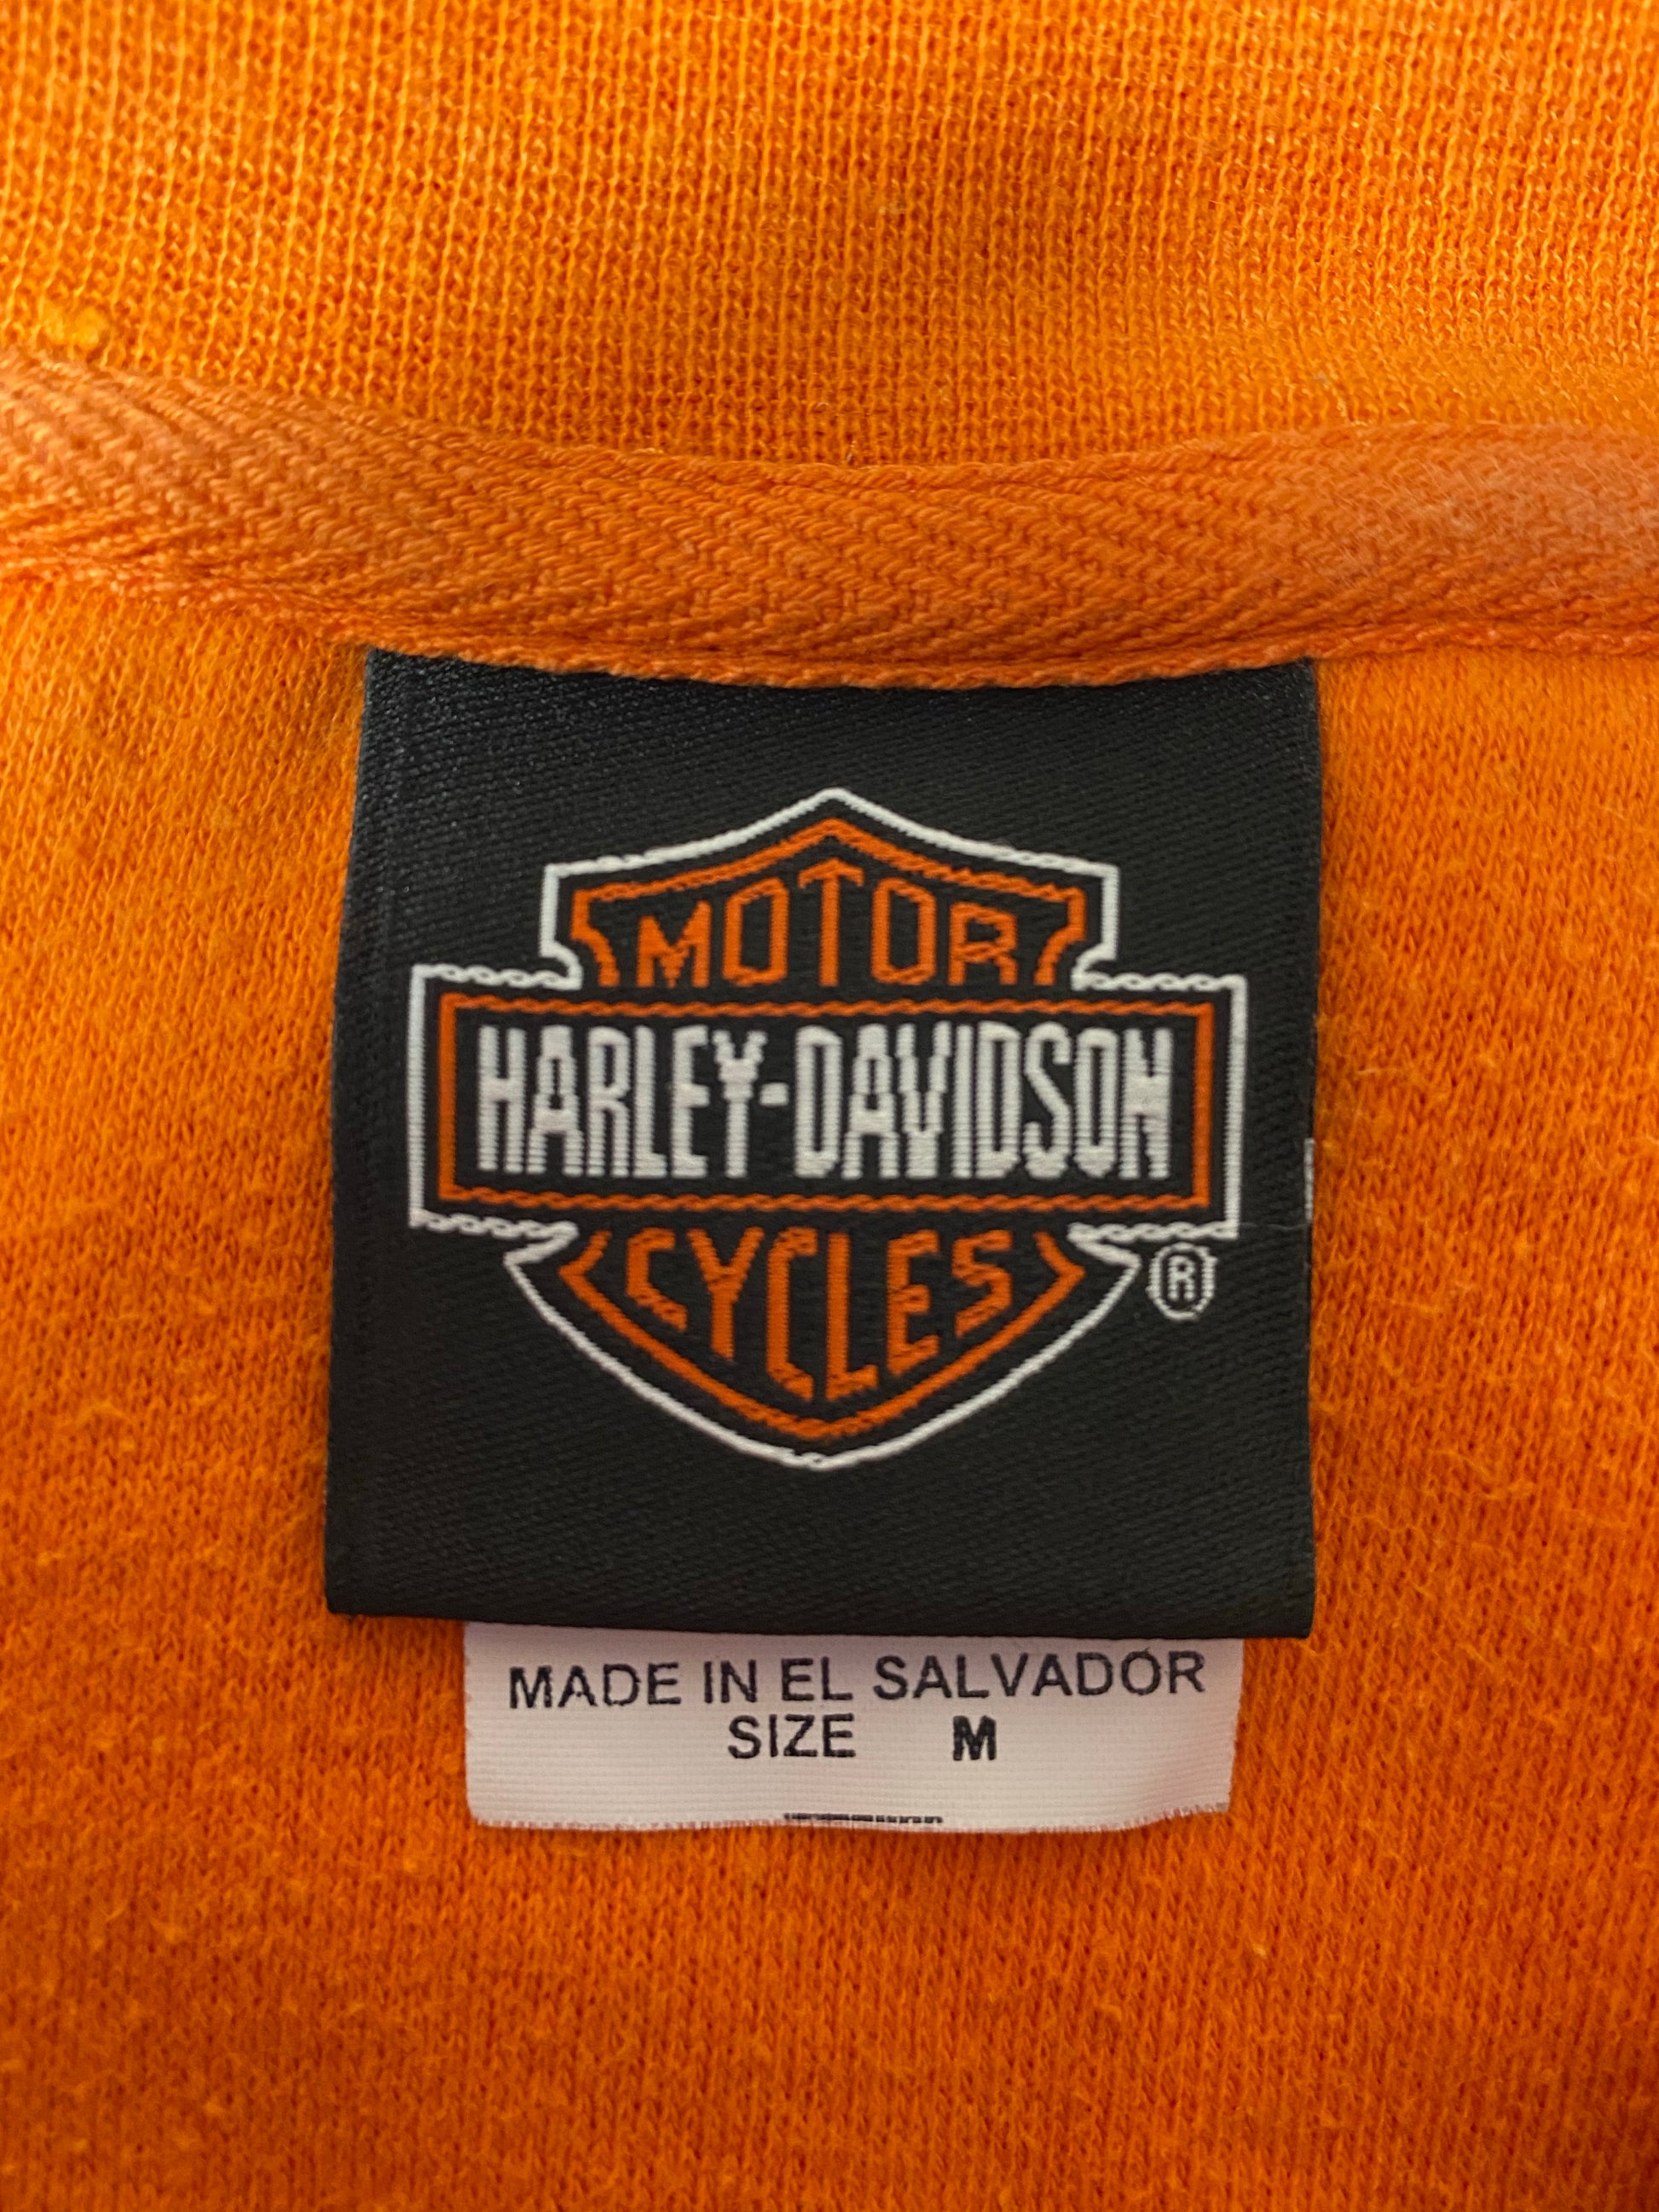 MOTOR
HARLEY-DAVIDSON
CYCLES
®
MADE IN EL SALVADOR
SIZE M